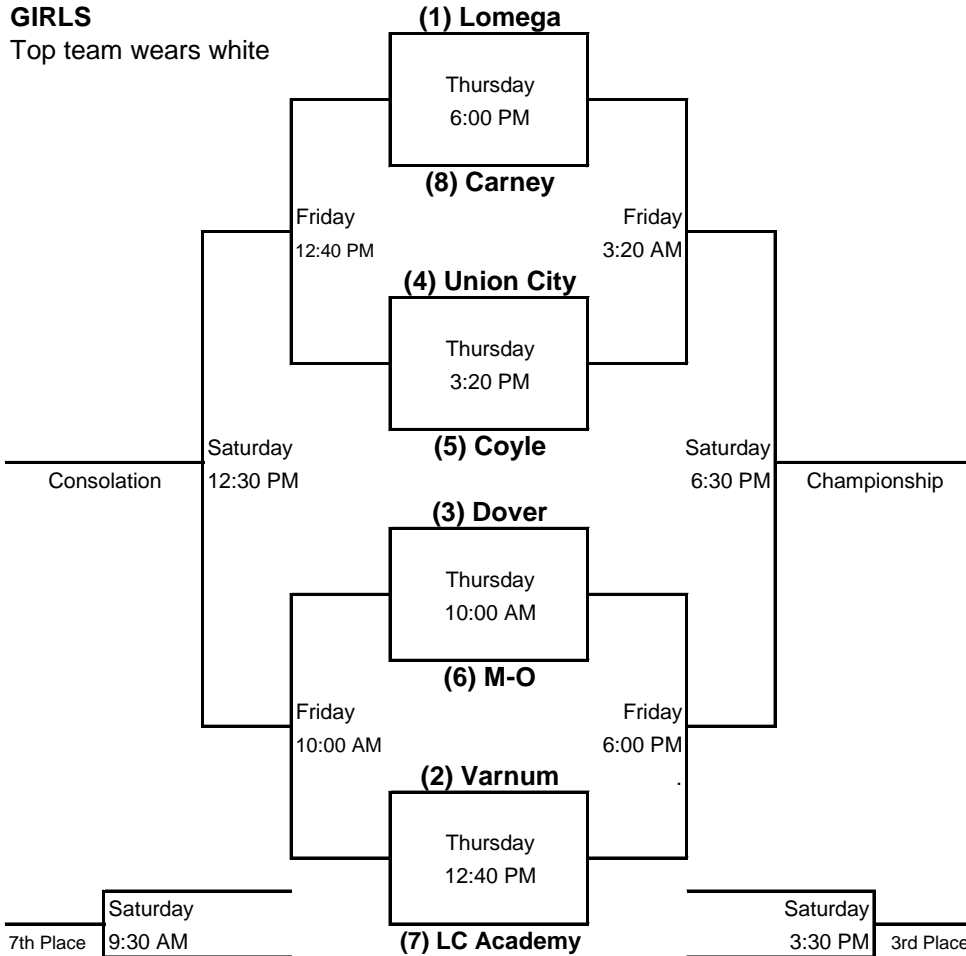 GIRLS
Top team wears white
(1) Lomega
Thursday
6:00 PM
(8) Carney
Friday
12:40 PM
Friday
3:20 AM
(4) Union City
Thursday
3:20 PM
(5) Coyle
Saturday
12:30 PM
Consolation
Saturday
6:30 PM
Championship
(3) Dover
Thursday
10:00 AM
(6) M-O
Friday
10:00 AM
Friday
6:00 PM
.
(2) Varnum
Thursday
12:40 PM
(7) LC Academy
Saturday
9:30 AM
7th Place
Saturday
3:30 PM
3rd Place